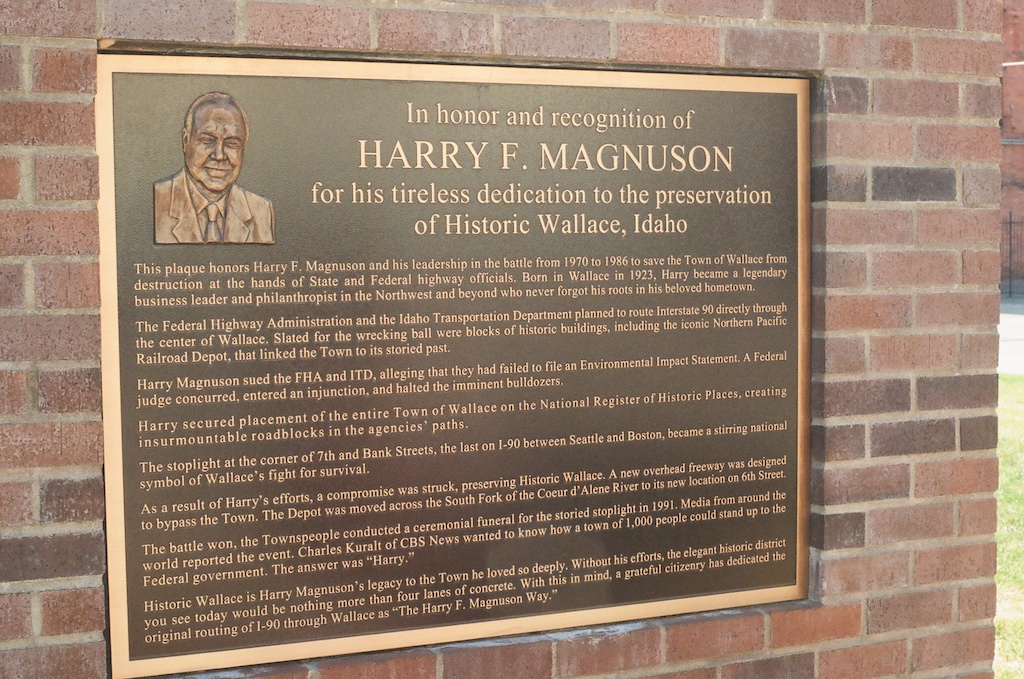 In honor and recognition of
HARRY F. MAGNUSON
for his tireless dedication to the preservation
of Historic Wallace, Idaho
This plaque honors Harry F. Magnuson and his leadership in the battle from 1970 to 1986 to save the Town of Wallace from
destruction at the hands of State and Federal highway officials. Born in Wallace in 1923, Harry became a legendary
business leader and philanthropist in the Northwest and beyond who never forgot his roots in his beloved hometown.
The Federal Highway Administration and the Idaho Transportation Department planned to route Interstate 90 directly through
the center of Wallace. Slated for the wrecking ball were blocks of historic buildings, including the iconic Northern Pacific
Railroad Depot, that linked the Town to its storied past.
Harry Magnuson sued the FHA and ITD, alleging that they had failed to file an Environmental Impact Statement. A Federal
judge concurred, entered an injunction, and halted the imminent bulldozers.
Harry secured placement of the entire Town of Wallace on the National Register of Historic Places, creating
insurmountable roadblocks in the agencies' paths.
The stoplight at the corner of 7th and Bank Streets, the last on I-90 between Seattle and Boston, became a stirring national
symbol of Wallace's fight for survival.
As a result of Harry's efforts, a compromise was struck, preserving Historic Wallace. A new overhead freeway was designed
to bypass the Town. The Depot was moved across the South Fork of the Coeur d'Alene River to its new location on 6th Street.
The battle won, the Townspeople conducted a ceremonial funeral for the storied stoplight in 1991. Media from around the
world reported the event. Charles Kuralt of CBS News wanted to know how a town of 1,000 people could stand up to the
Federal government. The answer was "Harry."
Historic Wallace is Harry Magnuson's legacy to the Town he loved so deeply. Without his efforts, the elegant historic district
you see today would be nothing more than four lanes of concrete. With this in mind, a grateful citizenry has dedicated the
original routing of I-90 through Wallace as "The Harry F. Magnuson Way."